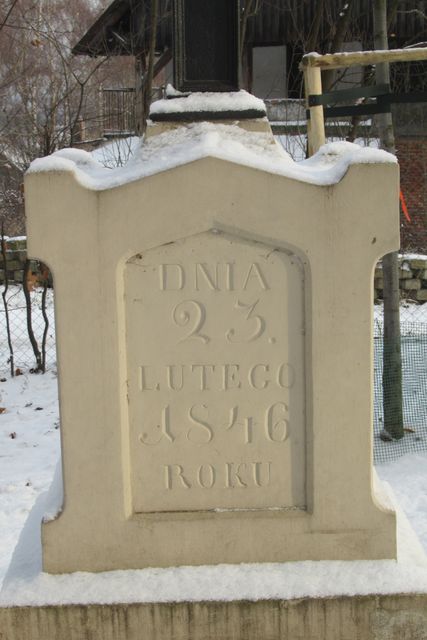 DNIA
23.
LUTEGO
1846
ROKU